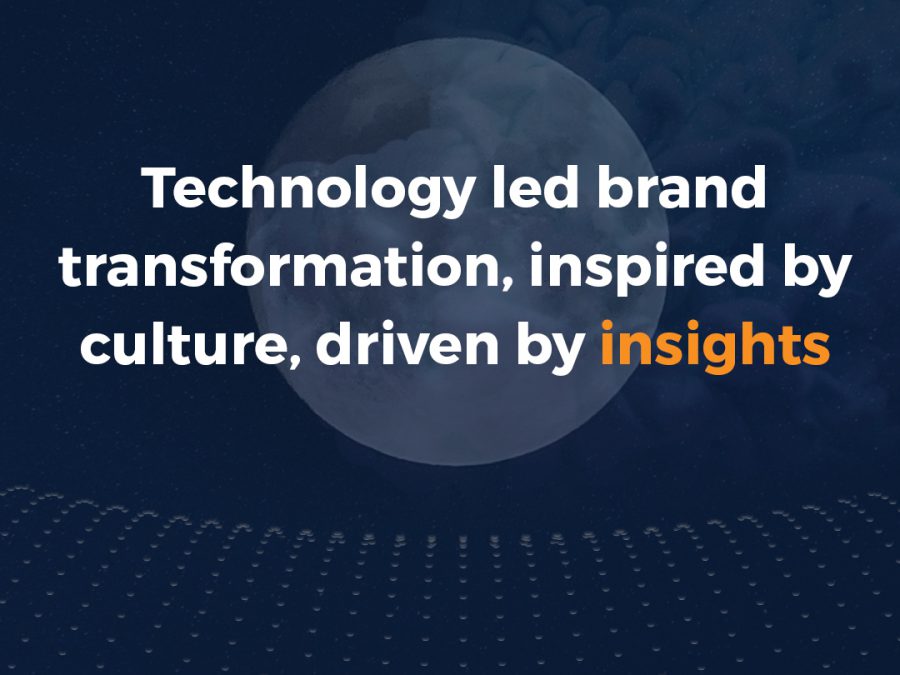 Technology led brand
transformation, inspired by
culture, driven by insights